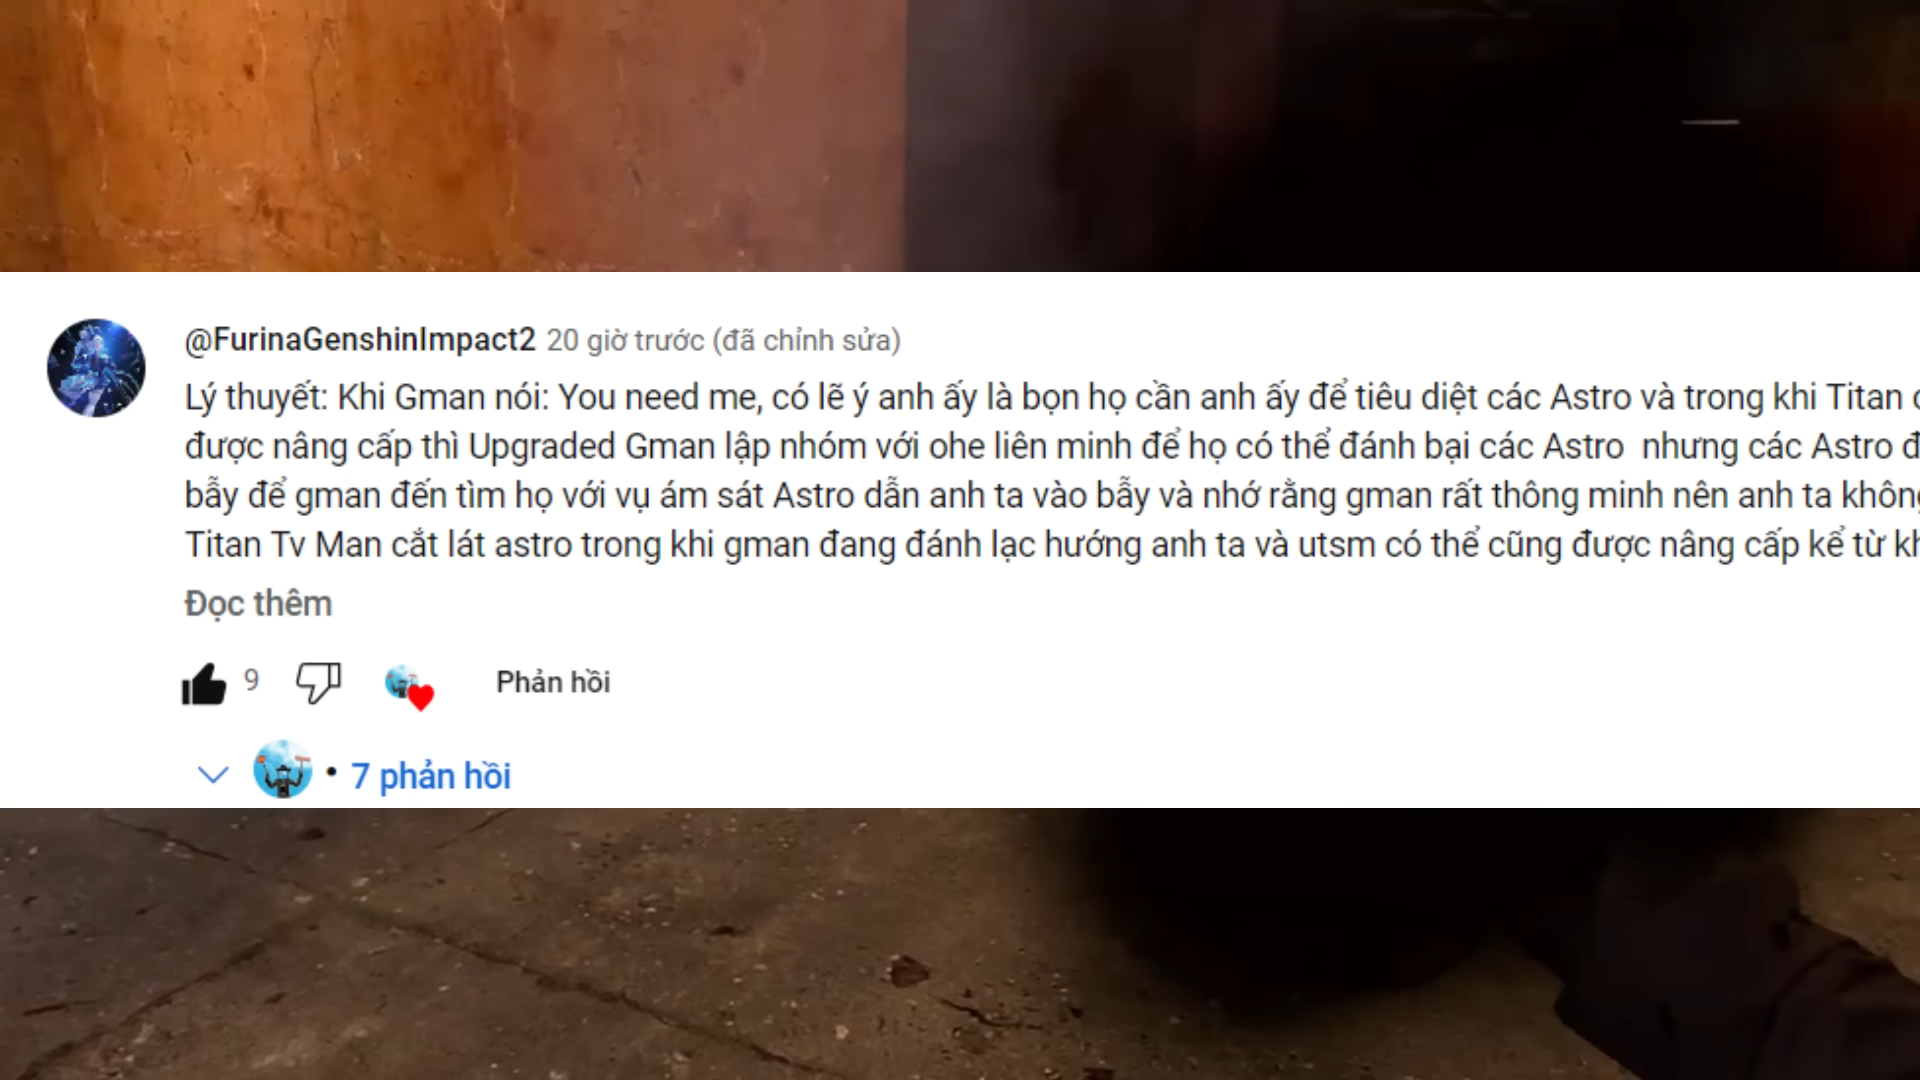 @FurinaGenshinImpact2 20 giờ trước (đã chỉnh sửa)
Lý thuyết: Khi Gman nói: You need me, có lẽ ý anh ấy là bọn họ cần anh ấy để tiêu diệt các Astro và trong khi Titan
được nâng cấp thì Upgraded Gman lập nhóm với ohe liên minh để họ có thể đánh bại các Astro nhưng các Astro
bẫy để gman đến tìm họ với vụ ám sát Astro dẫn anh ta vào bẫy và nhớ rằng gman rất thông minh nên anh ta không
Titan Tv Man cắt lát astro trong khi gman đang đánh lạc hướng anh ta và utsm có thể cũng được nâng cấp kể từ
Đọc thêm
9 Phản hồi
• 7 phản hồi